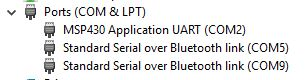 Ports (COM & LPT)
MSP430 Application UART (COM2)
Standard Serial over Bluetooth link (COM5)
Standard Serial over Bluetooth link (COM9)